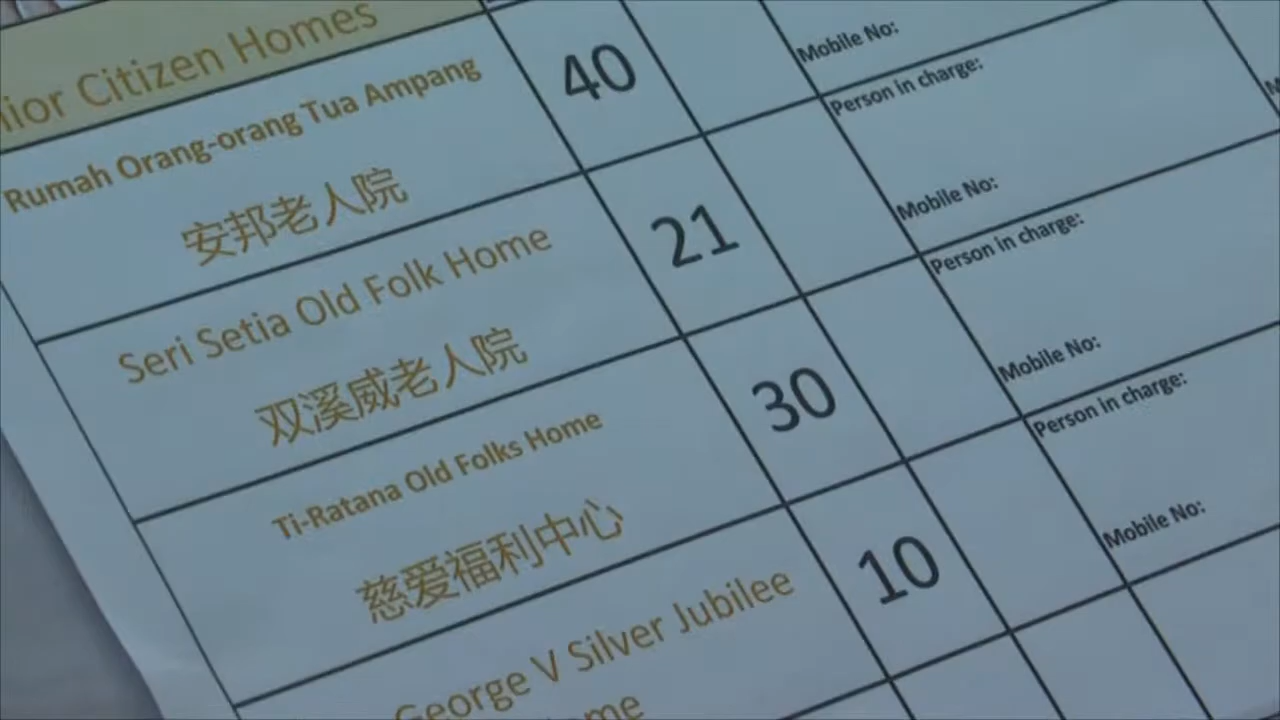 Citizen Homes
Rumah Orang-orang Tua Ampang
安邦老人院
40
Mobile No:
Seri Setia Old Folk Home
双溪威老人院
21
Person in charge:
Mobile No:
Ti-Ratana Old Folks Home
慈爱福利中心
30
Person in charge:
Mobile No:
George V Silver Jubilee
10
Person in charge:
Mobile No: